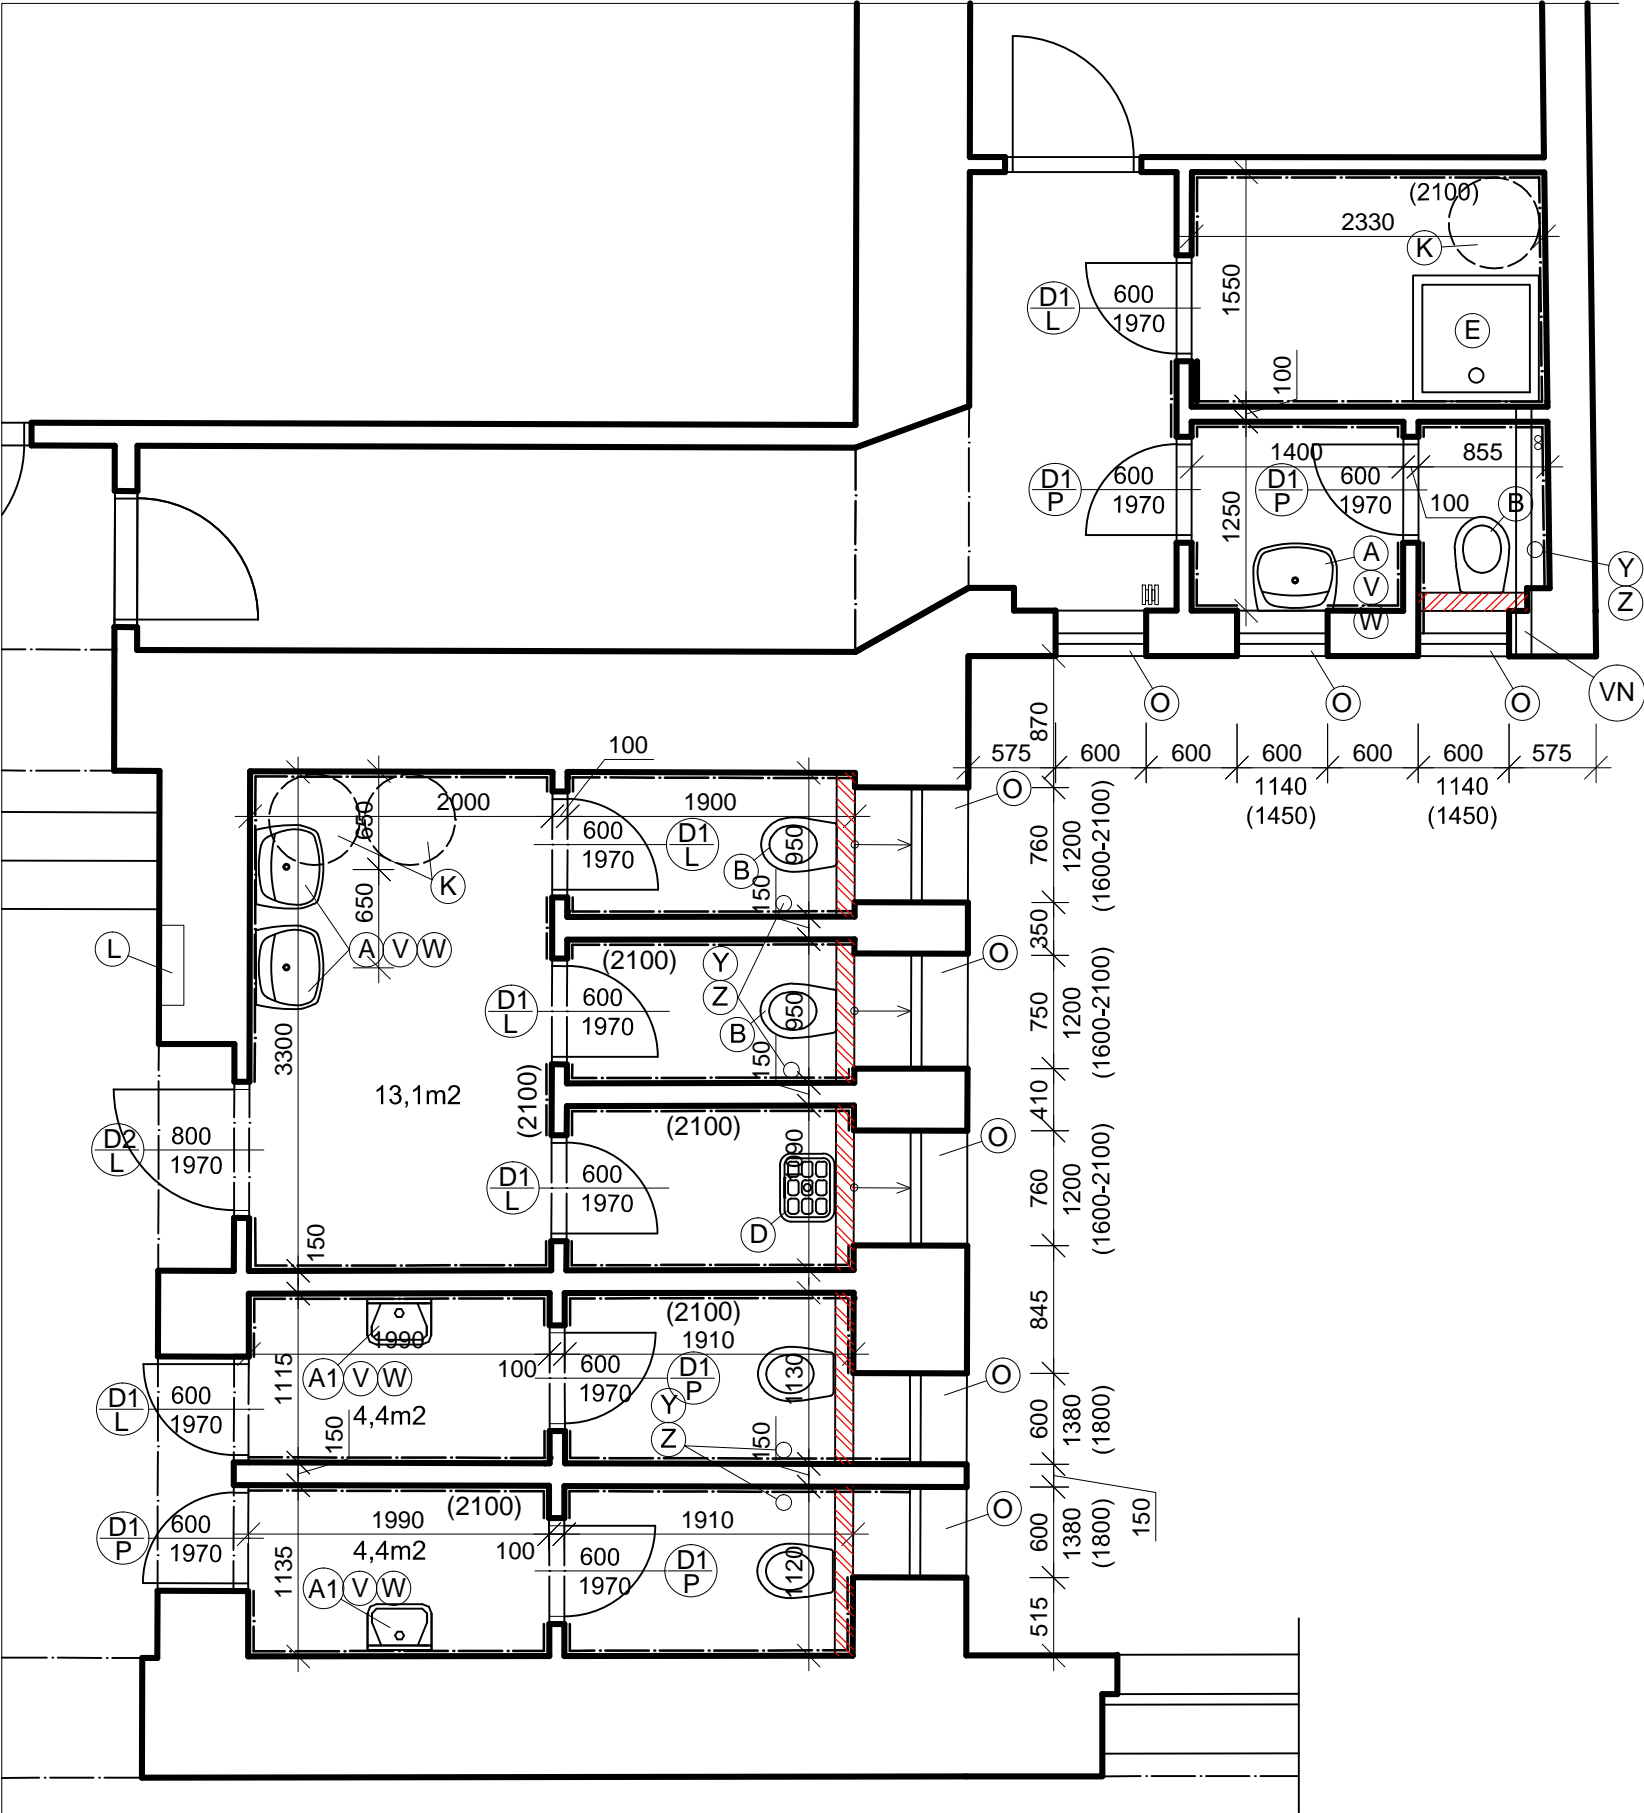 (2100)
2330
K
1550
D1
L
600
1970
E
100
1400
855
D1
P
600
1970
D1
P
600
1970
100
B
1250
A
V
W
Y
Z
VN
O
O
O
870
575
600
600
600
600
600
575
1140
(1450)
1140
(1450)
100
2000
1900
650
600
1970
D1
L
950
B
150
K
650
O
760
1200
(1600-2100)
350
L
A
V
W
(2100)
Y
Z
O
D1
L
600
1970
950
B
150
750
1200
(1600-2100)
3300
13,1m2
(2100)
(2100)
410
O
D2
L
800
1970
D1
L
600
1970
D
760
1200
(1600-2100)
150
(2100)
1990
1910
845
1115
A1
V
W
100
600
1970
D1
P
1130
O
D1
L
600
1970
4,4m2
150
Y
Z
150
600
1380
(1800)
(2100)
1990
1910
O
150
D1
P
600
1970
4,4m2
100
600
1970
D1
P
1120
600
1380
(1800)
1135
A1
V
W
515